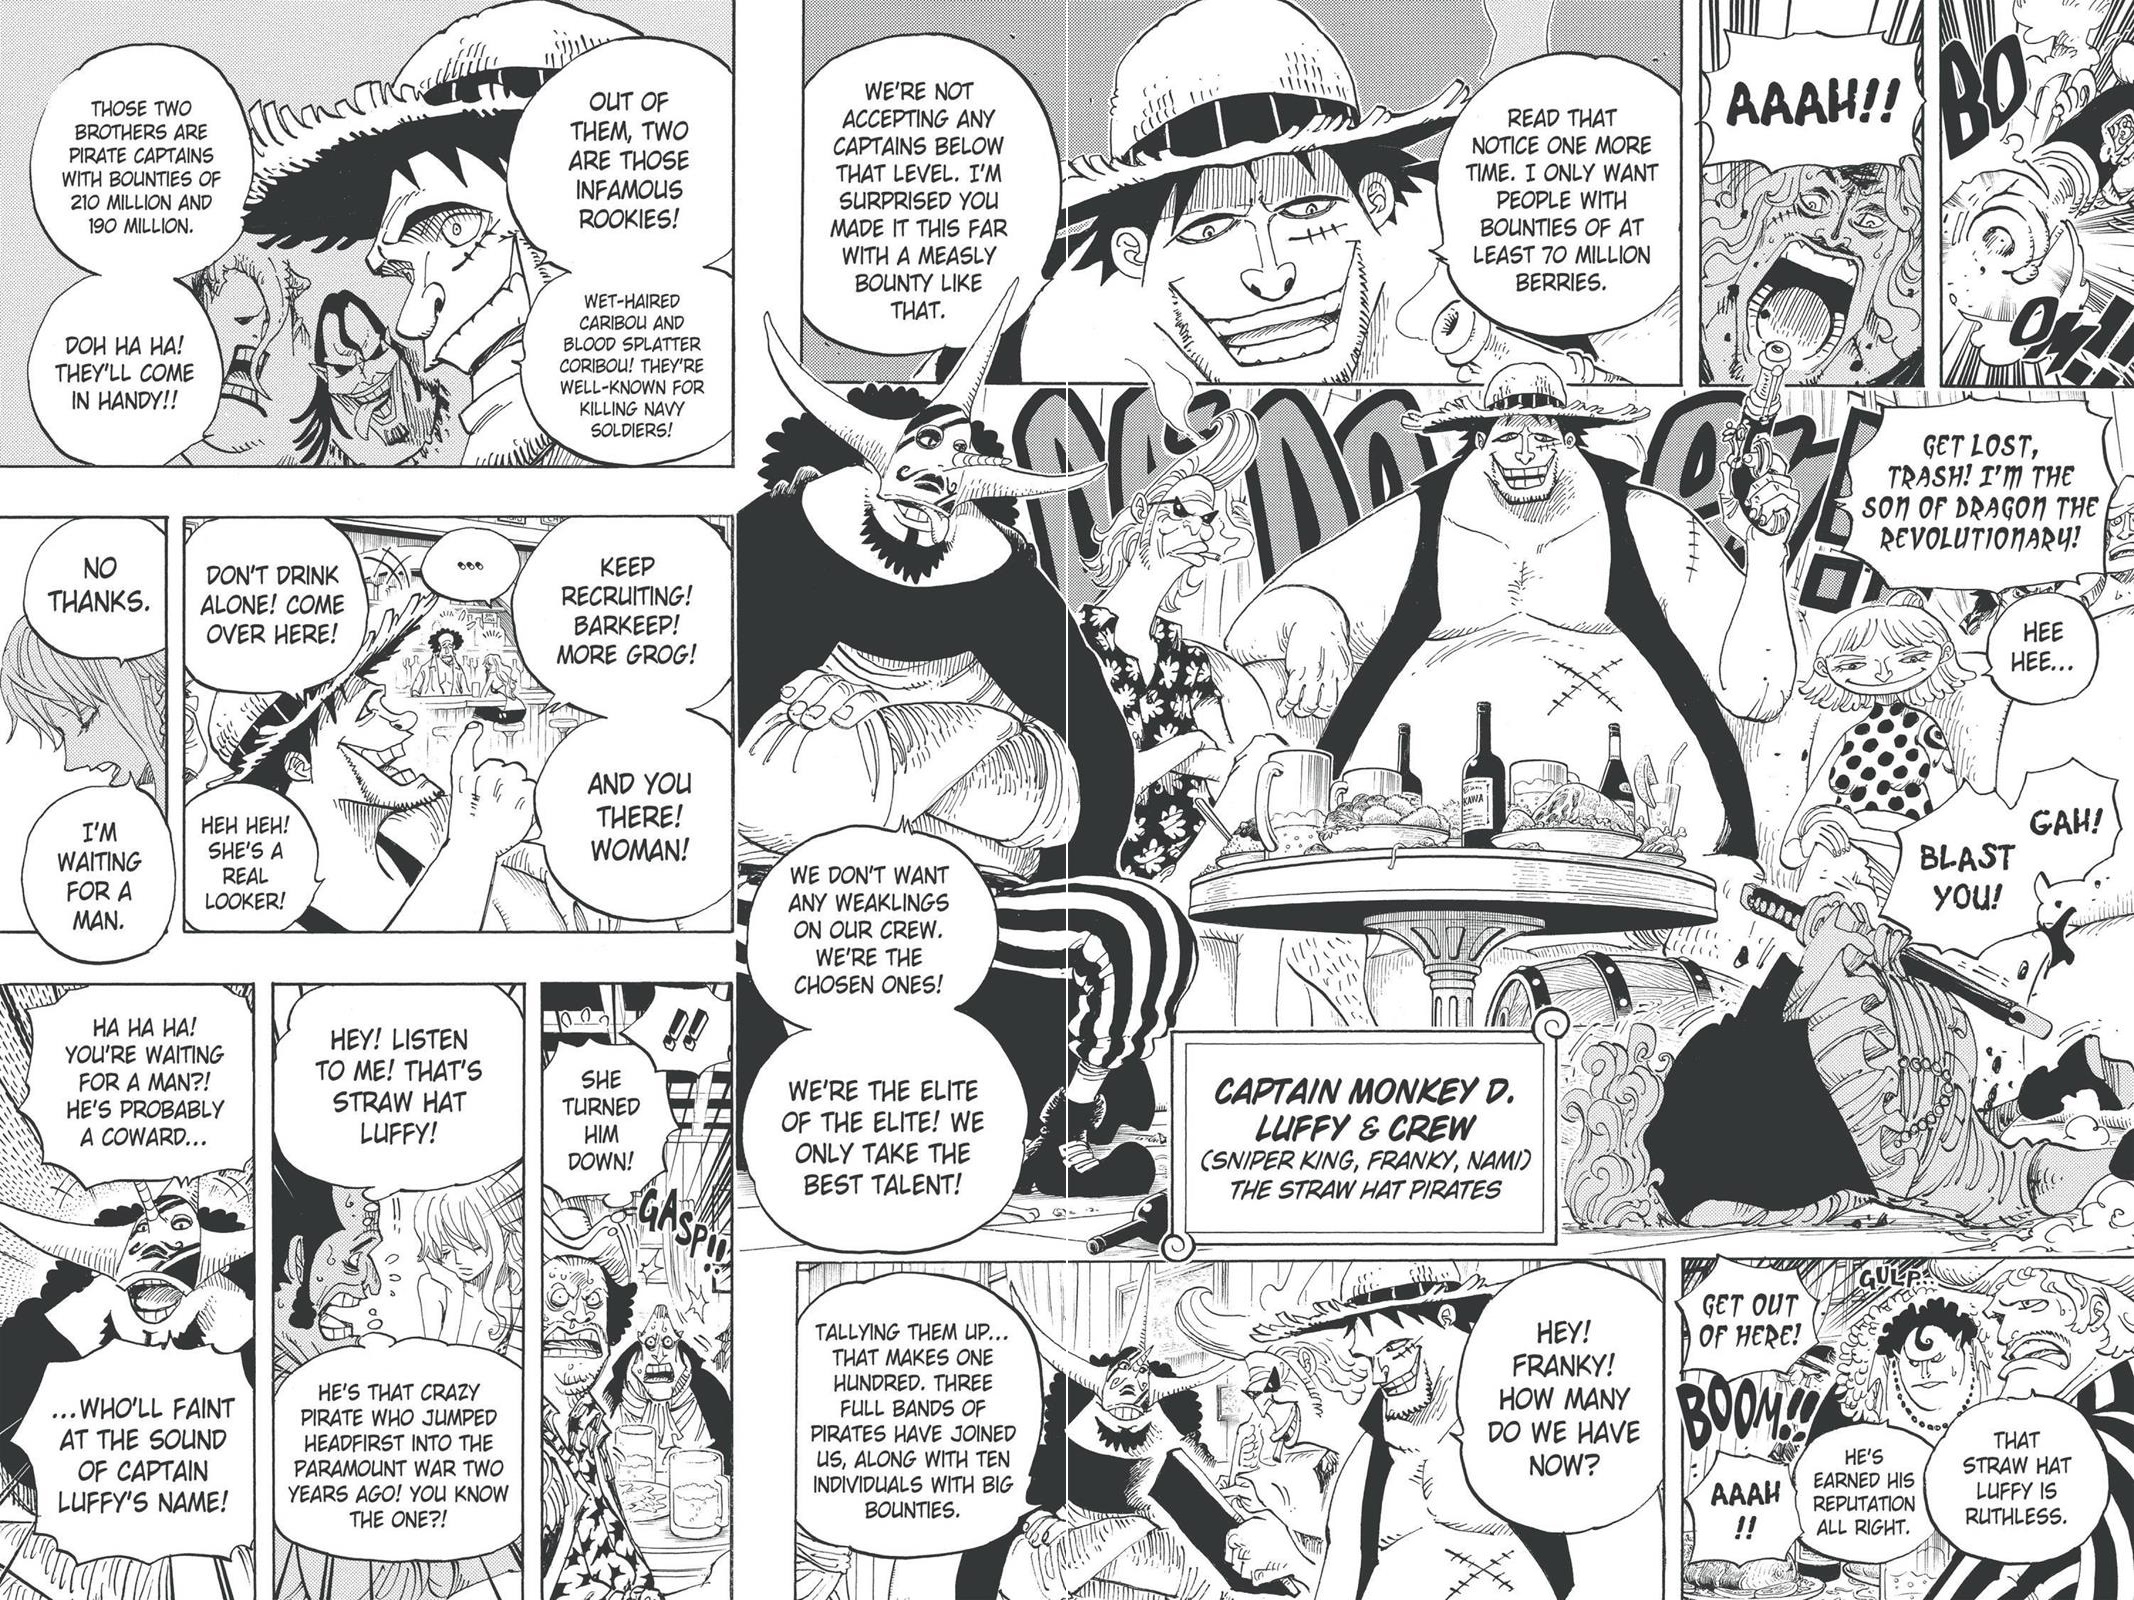 BO
OM!!
AAAH!!
READ THAT
NOTICE ONE MORE
TIME. I ONLY WANT
PEOPLE WITH
BOUNTIES OF AT
LEAST 70 MILLION
BERRIES.
WE'RE NOT
ACCEPTING ANY
CAPTAINS BELOW
THAT LEVEL. I'M
SURPRISED YOU
MADE IT THIS FAR
WITH A MEASLY
BOUNTY LIKE
THAT.
GET LOST,
TRASH! I'M THE
SON OF DRAGON THE
REVOLUTIONARY!
HEE
HEE...
GAH!
BLAST
YOU!
KAWA
WE DON'T WANT
ANY WEAKLINGS
ON OUR CREW.
WE'RE THE
CHOSEN ONES!
WE'RE THE ELITE
OF THE ELITE! WE
ONLY TAKE THE
BEST TALENT!
CAPTAIN MONKEY D.
LUFFY & CREW
(SNIPER KING, FRANKY, NAMI)
THE STRAW HAT PIRATES
GULP...
GET OUT
OF HERE!
BOOM!!
AAAH
!!
THAT
STRAW HAT
LUFFY IS
RUTHLESS.
HE'S
EARNED HIS
REPUTATION
ALL RIGHT.
HEY!
FRANKY!
HOW MANY
DO WE HAVE
NOW?
TALLYING THEM UP...
THAT MAKES ONE
HUNDRED. THREE
FULL BANDS OF
PIRATES HAVE JOINED
US, ALONG WITH TEN
INDIVIDUALS WITH BIG
BOUNTIES.
OUT OF
THEM, TWO
ARE THOSE
INFAMOUS
ROOKIES!
WET-HAIRED
CARIBOU AND
BLOOD SPLATTER
CORIBOU! THEY'RE
WELL-KNOWN FOR
KILLING NAVY
SOLDIERS!
THOSE TWO
BROTHERS ARE
PIRATE CAPTAINS
WITH BOUNTIES OF
210 MILLION AND
190 MILLION.
DOH HA HA!
THEY'LL COME
IN HANDY!!
KEEP
RECRUITING!
BARKEEP!
MORE GROG!
AND YOU
THERE!
WOMAN!
...
DON'T DRINK
ALONE! COME
OVER HERE!
HEH HEH!
SHE'S A
REAL
LOOKER!
NO
THANKS.
I'M
WAITING
FOR A
MAN.
!!
SHE
TURNED
HIM
DOWN!
GASP!!
HEY! LISTEN
TO ME! THAT'S
STRAW HAT
LUFFY!
HE'S THAT CRAZY
PIRATE WHO JUMPED
HEADFIRST INTO THE
PARAMOUNT WAR TWO
YEARS AGO! YOU KNOW
THE ONE?!
HA HA HA!
YOU'RE WAITING
FOR A MAN?!
HE'S PROBABLY
A COWARD...
...WHO'LL FAINT
AT THE SOUND
OF CAPTAIN
LUFFY'S NAME!